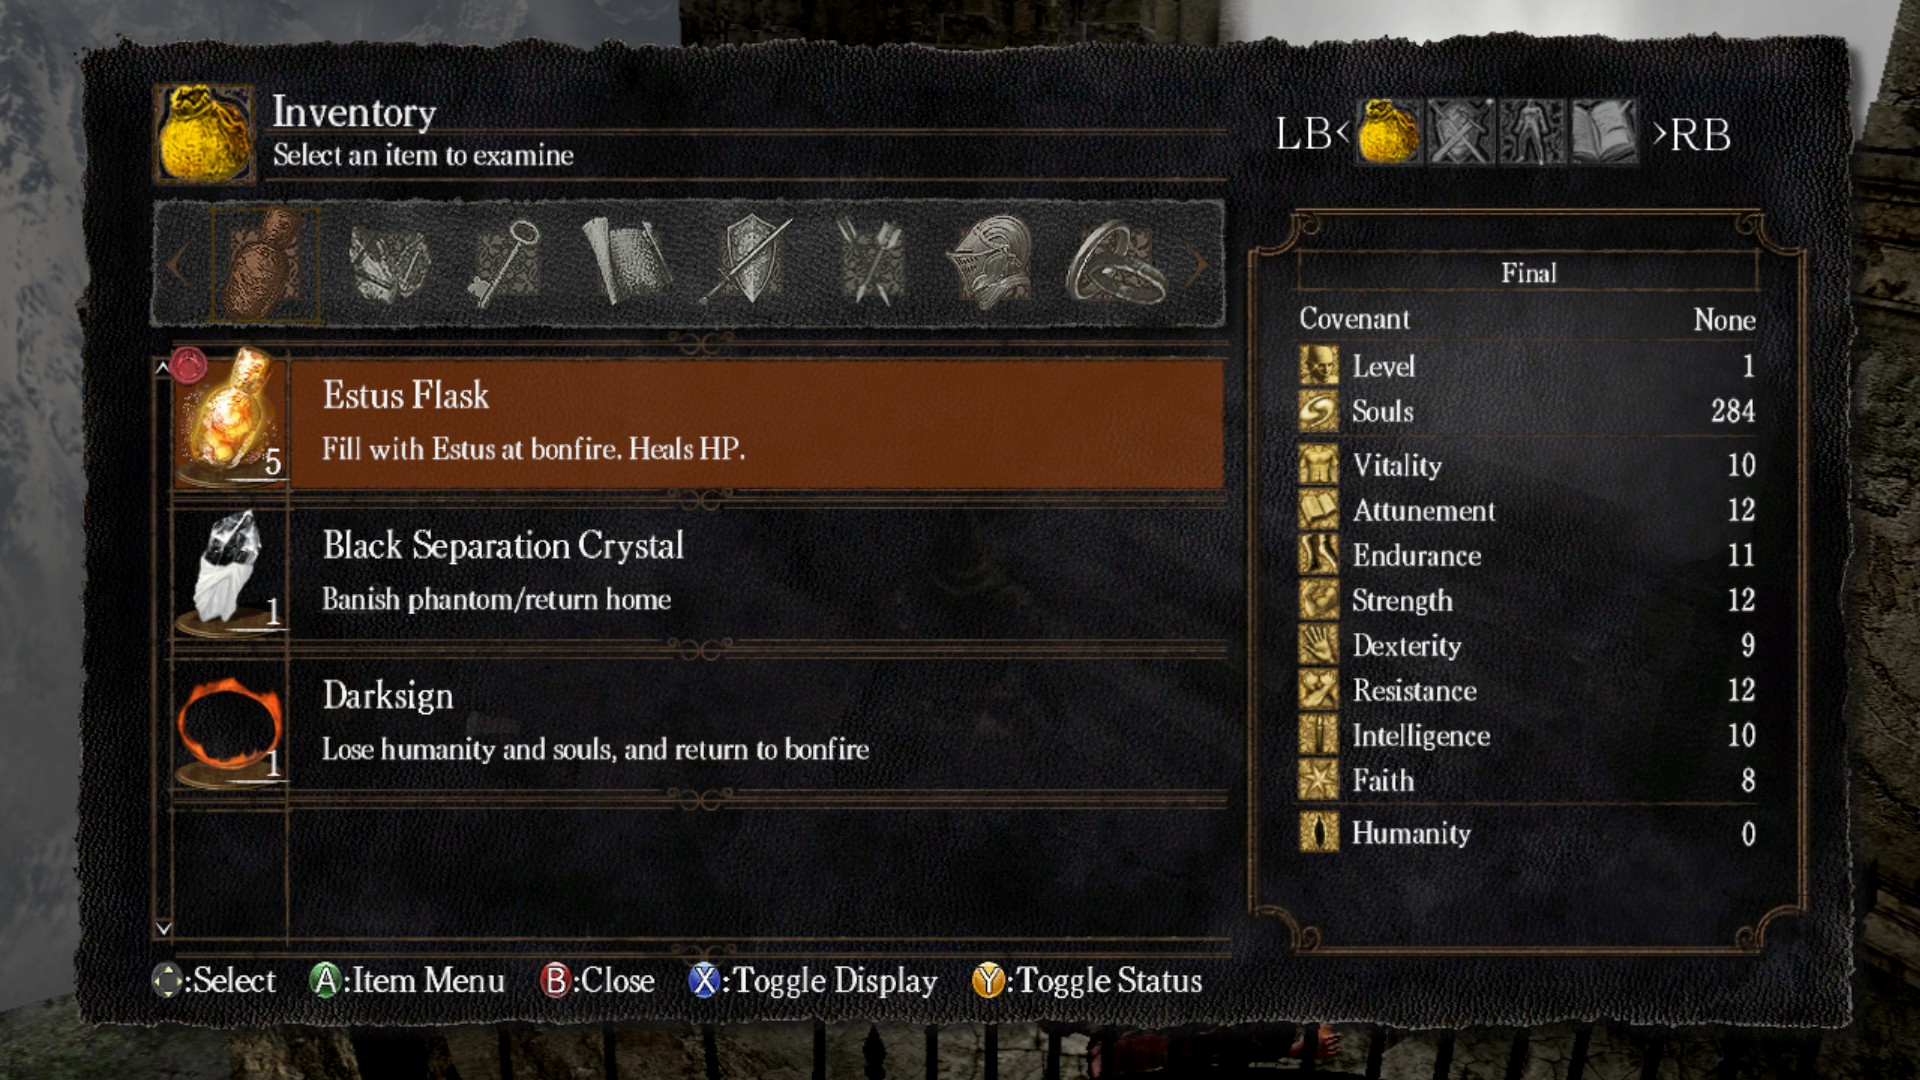 Inventory
Select an item to examine
LB< >RB
Estus Flask
Fill with Estus at bonfire. Heals HP.
5
Black Separation Crystal
Banish phantom/return home
1
Darksign
Lose humanity and souls, and return to bonfire
1
Final
Covenant None
Level 1
Souls 284
Vitality 10
Attunement 12
Endurance 11
Strength 12
Dexterity 9
Resistance 12
Intelligence 10
Faith 8
Humanity 0
:Select A:Item Menu B:Close X:Toggle Display Y:Toggle Status